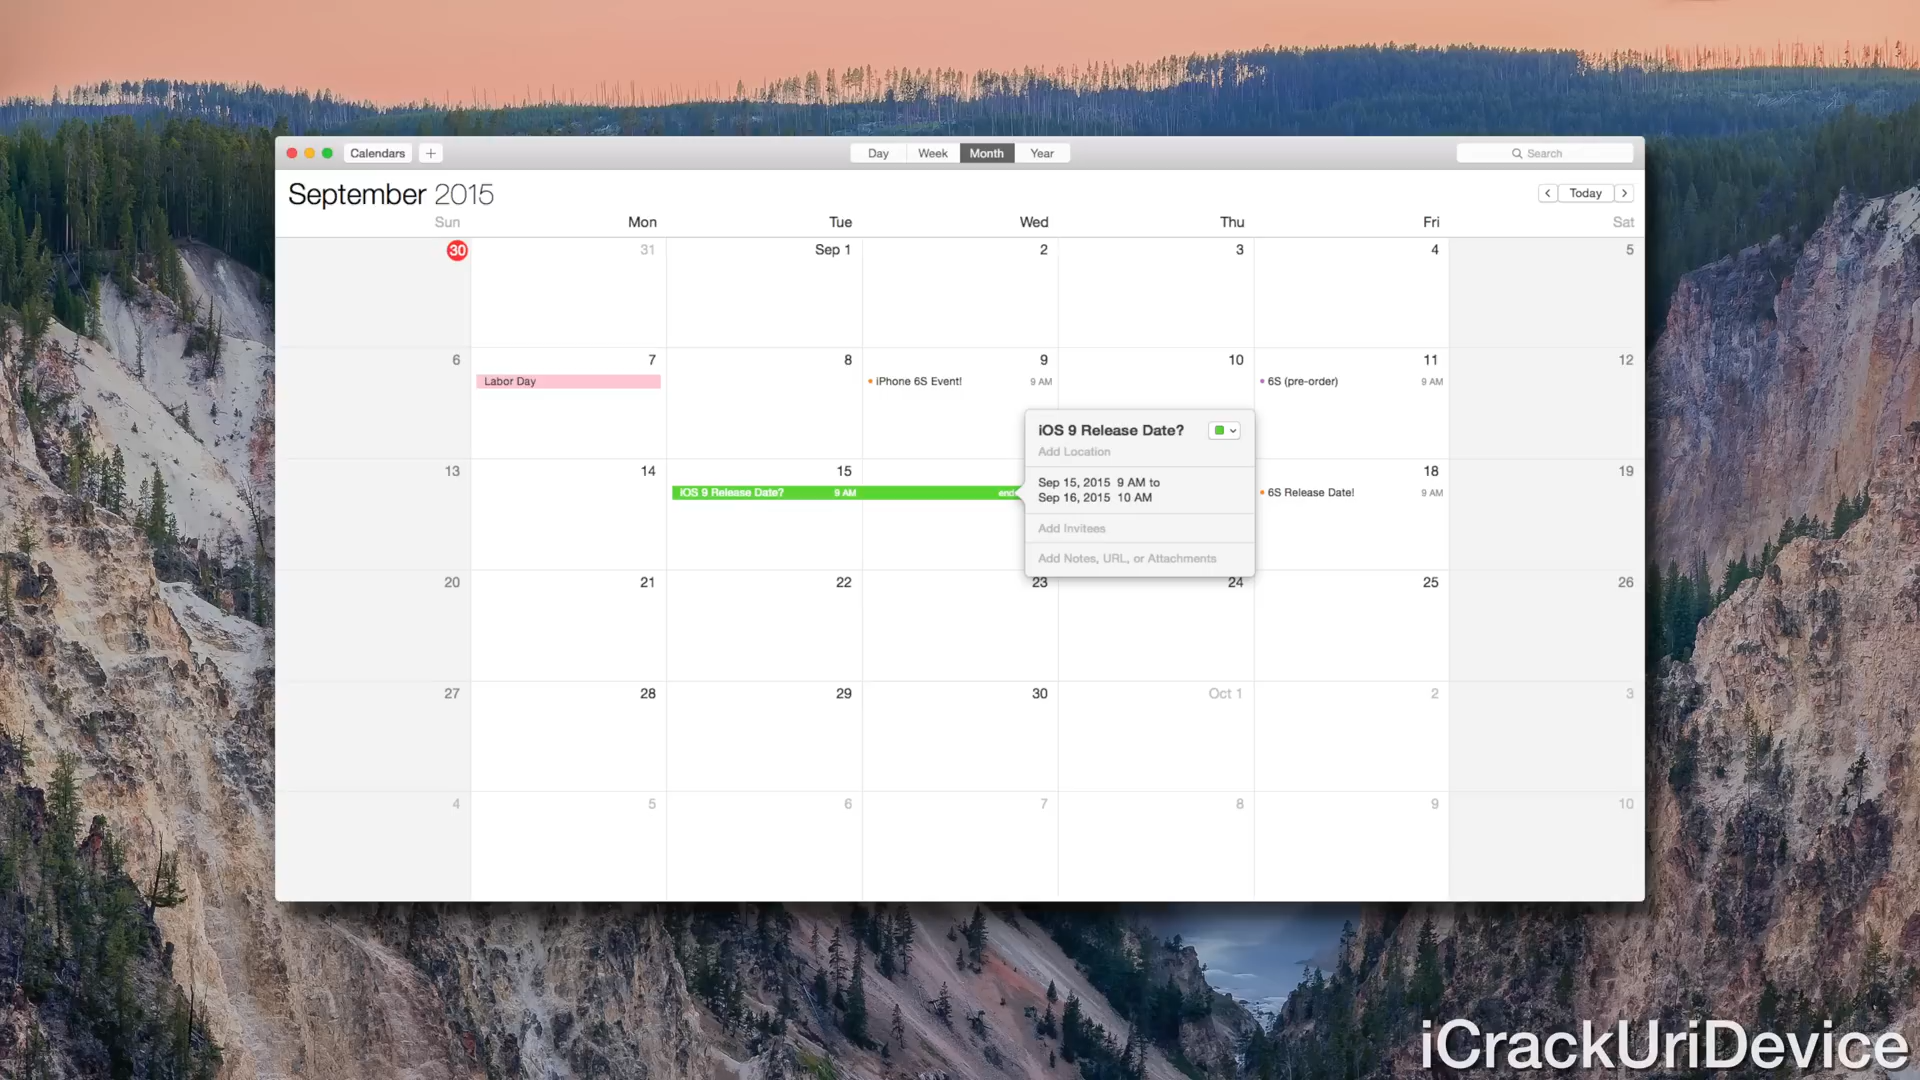 Calendars +
Day Week Month Year
Search
September 2015
Today
Sun Mon Tue Wed Thu Fri Sat
30 31 Sep 1 2 3 4 5
6 7 8 9 10 11 12
Labor Day
iPhone 6S Event! 9 AM
6S (pre-order) 9 AM
13 14 15 18 19
iOS 9 Release Date? 9 AM
6S Release Date! 9 AM
iOS 9 Release Date?
Add Location
Sep 15, 2015 9 AM to
Sep 16, 2015 10 AM
Add Invitees
Add Notes, URL, or Attachments
20 21 22 23 24 25 26
27 28 29 30 Oct 1 2 3
4 5 6 7 8 9 10
iCrackUriDevice